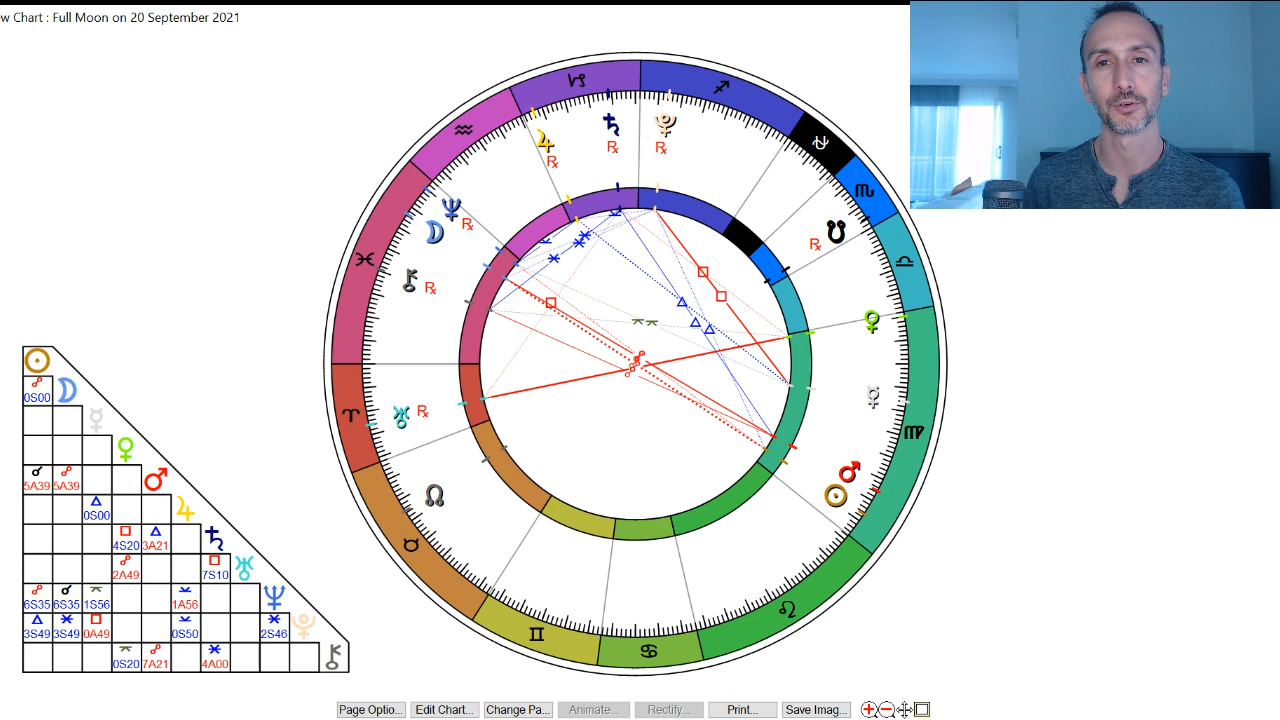 w Chart : Full Moon on 20 September 2021
℞ ℞ ℞
℞
℞
℞
℞
0S00
5A39 5A39
0S00
4S20 3A21
2A49 7S10
6S35 6S35 1S56 1A56
3S49 3S49 0A49 0S50 2S46
0S20 7A21 4A00
Page Optio... Edit Chart... Change Pa... Animate... Rectify... Print... Save Imag...